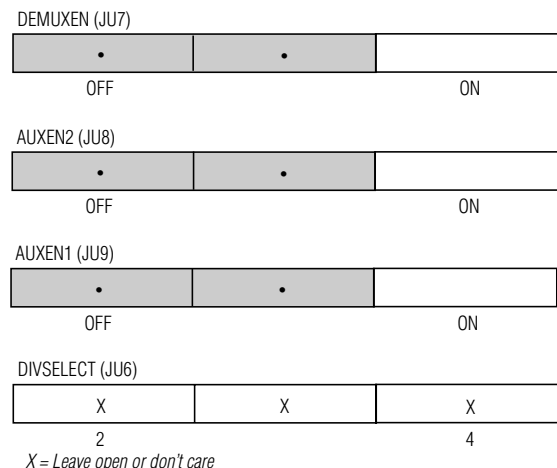 DEMUXEN (JU7)
OFF ON
AUXEN2 (JU8)
OFF ON
AUXEN1 (JU9)
OFF ON
DIVSELECT (JU6)
X X X
2 4
X = Leave open or don't care